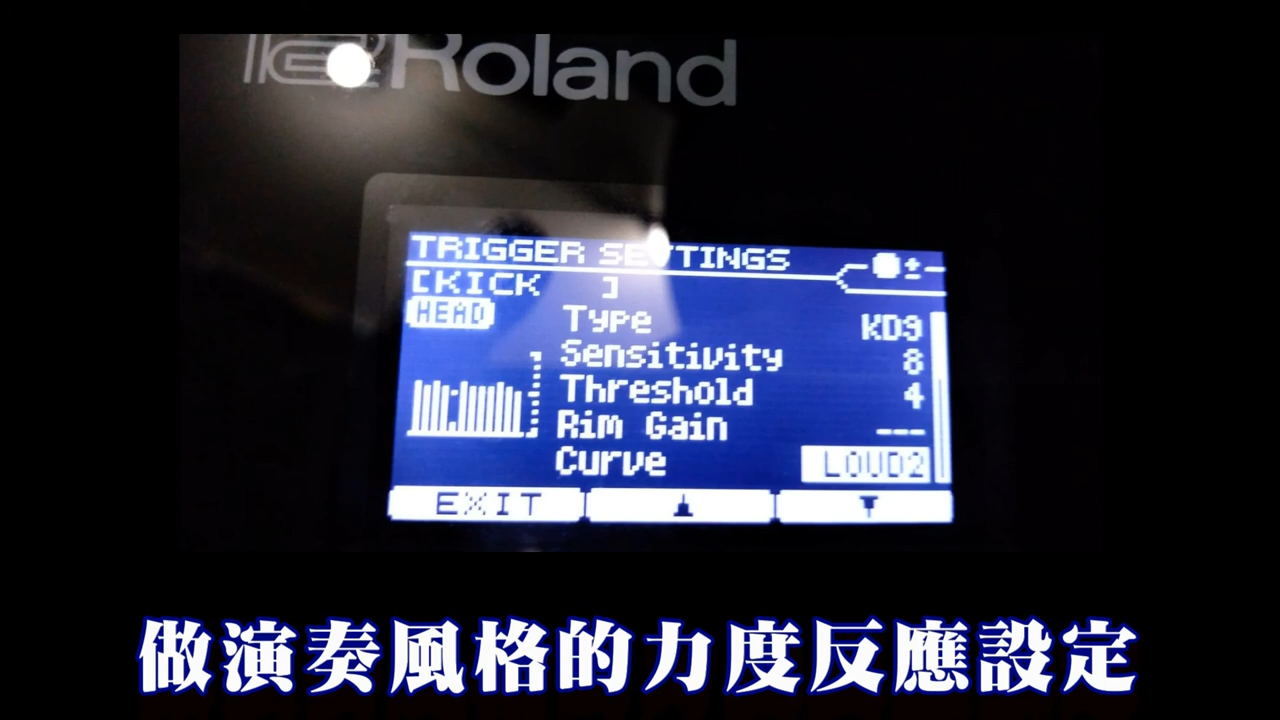 Roland
TRIGGER SETTINGS
[KICK ]
HEAD
Type KD9
Sensitivity 8
Threshold 4
Rim Gain ---
Curve LOUD2
EXIT
做演奏風格的力度反應設定